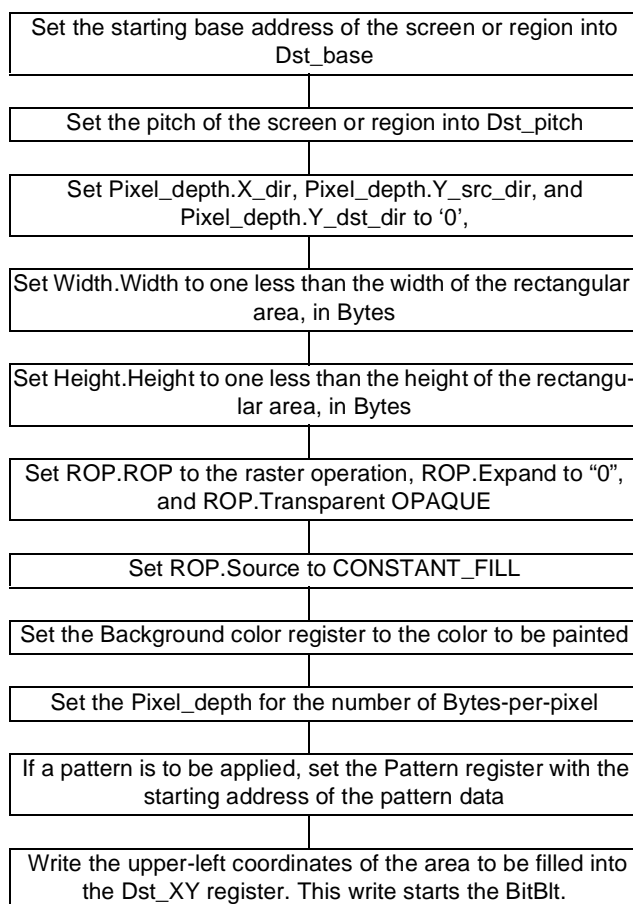 Set the starting base address of the screen or region into
Dst_base
Set the pitch of the screen or region into Dst_pitch
Set Pixel_depth.X_dir, Pixel_depth.Y_src_dir, and
Pixel_depth.Y_dst_dir to ‘0’,
Set Width.Width to one less than the width of the rectangular
area, in Bytes
Set Height.Height to one less than the height of the rectangu-
lar area, in Bytes
Set ROP.ROP to the raster operation, ROP.Expand to “0”,
and ROP.Transparent OPAQUE
Set ROP.Source to CONSTANT_FILL
Set the Background color register to the color to be painted
Set the Pixel_depth for the number of Bytes-per-pixel
If a pattern is to be applied, set the Pattern register with the
starting address of the pattern data
Write the upper-left coordinates of the area to be filled into
the Dst_XY register. This write starts the BitBlt.